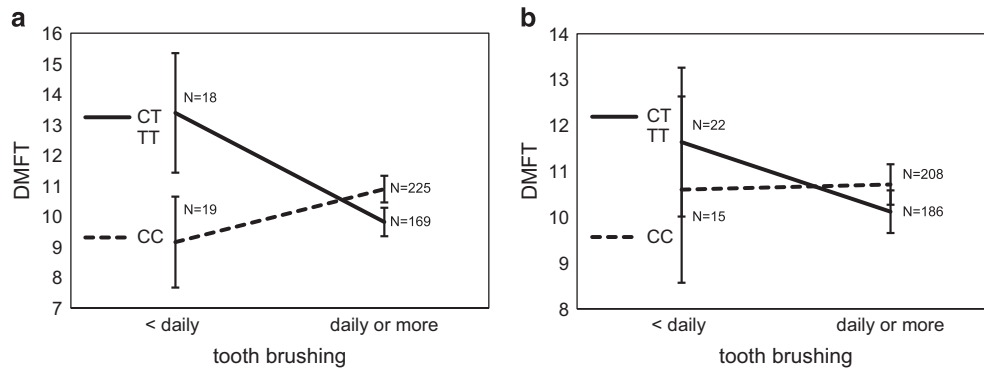 a
16
15
14
13
12
11
10
9
8
7
DMFT
CT
TT
CC
N=18
N=19
N=225
N=169
< daily
daily or more
tooth brushing
b
14
13
12
11
10
9
8
DMFT
CT
TT
CC
N=22
N=15
N=208
N=186
< daily
daily or more
tooth brushing